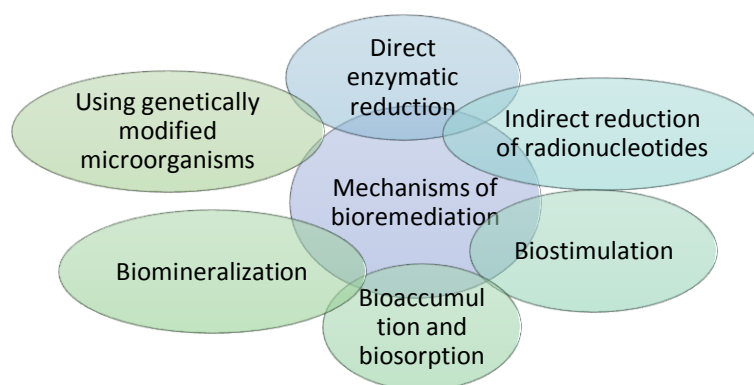 Direct
enzymatic
reduction
Using genetically
modified
microorganisms
Indirect reduction
of radionucleotides
Mechanisms of
bioremediation
Biomineralization
Biostimulation
Bioaccumul
tion and
biosorption